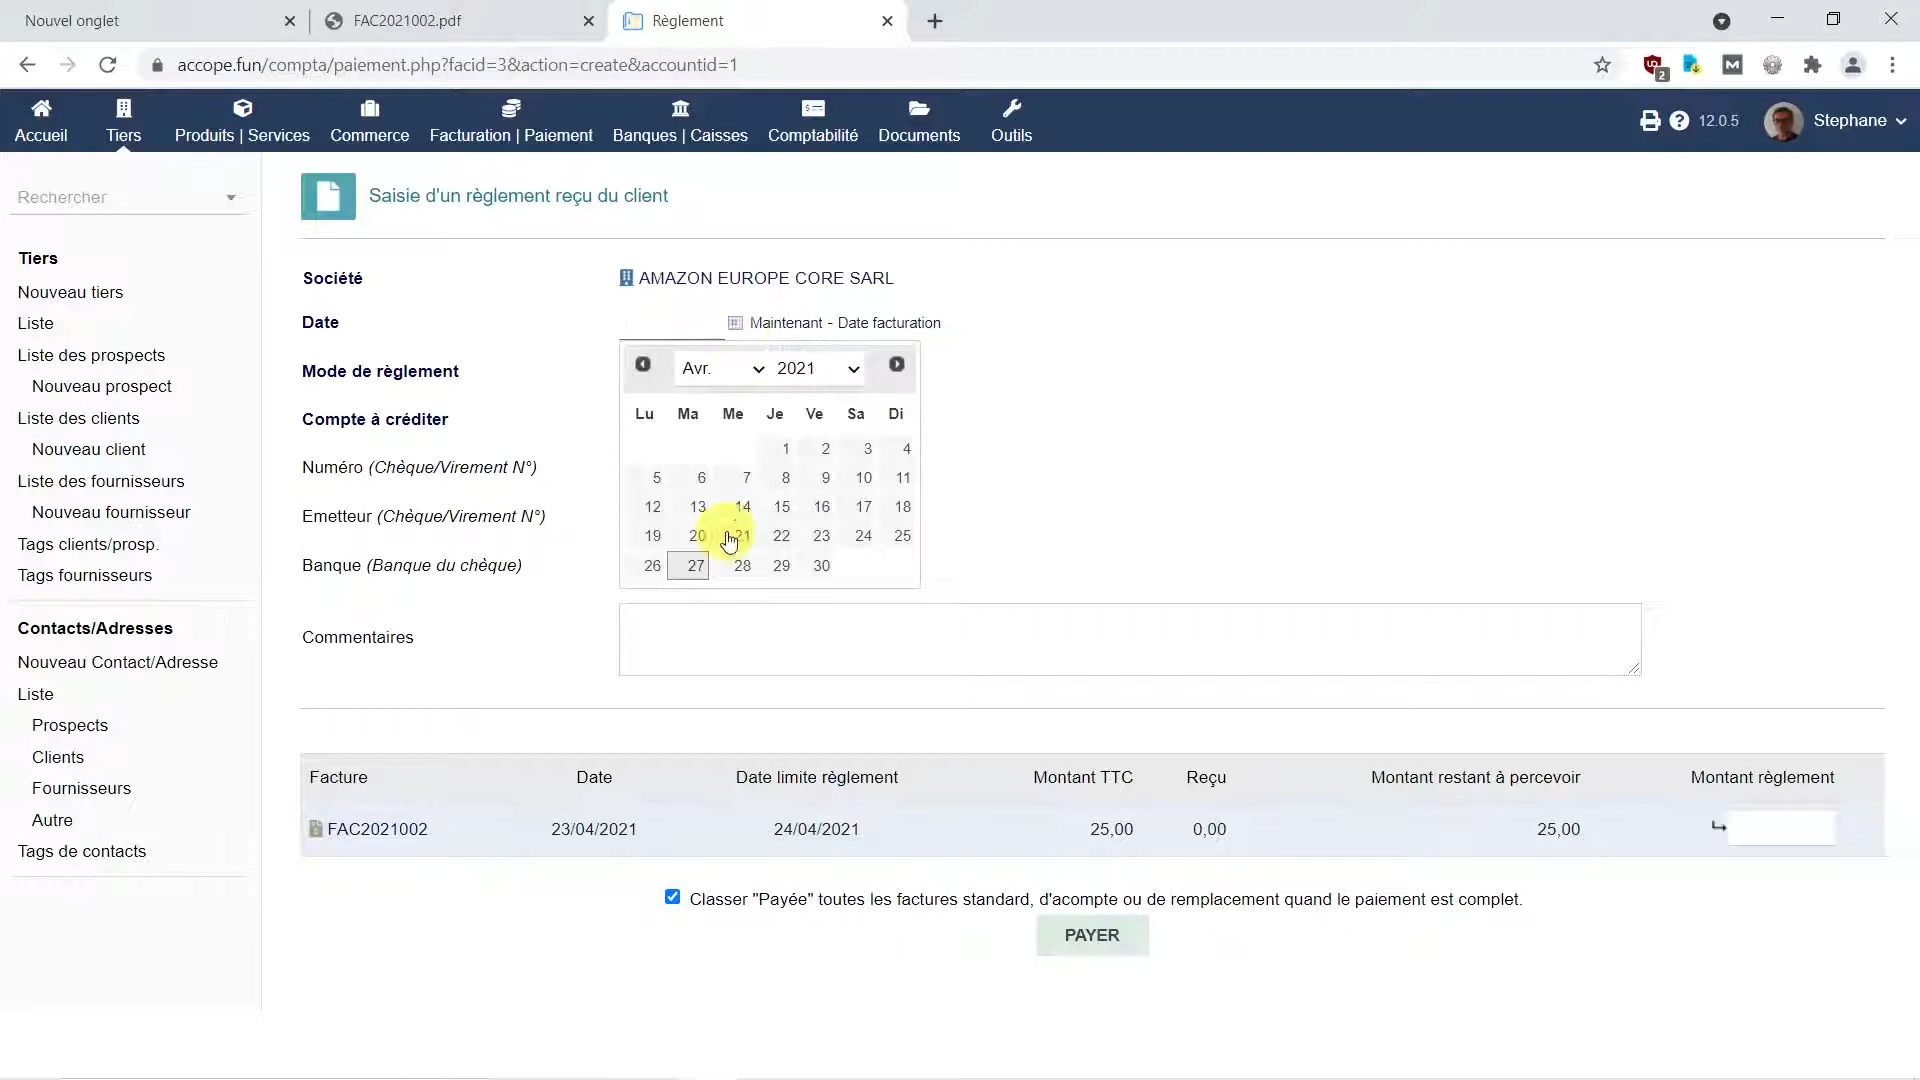 Nouvel onglet
FAC2021002.pdf
Règlement
accope.fun/compta/paiement.php?facid=3&action=create&accountid=1
2
Accueil
Tiers
Produits | Services
Commerce
Facturation | Paiement
Banques | Caisses
Comptabilité
Documents
Outils
12.0.5
Stephane
Rechercher
Tiers
Nouveau tiers
Liste
Liste des prospects
Nouveau prospect
Liste des clients
Nouveau client
Liste des fournisseurs
Nouveau fournisseur
Tags clients/prosp.
Tags fournisseurs
Contacts/Adresses
Nouveau Contact/Adresse
Liste
Prospects
Clients
Fournisseurs
Autre
Tags de contacts
Saisie d'un règlement reçu du client
Société AMAZON EUROPE CORE SARL
Date Maintenant - Date facturation
Mode de règlement
Compte à créditer
Numéro (Chèque/Virement N°)
Emetteur (Chèque/Virement N°)
Banque (Banque du chèque)
Avr. 2021
Lu Ma Me Je Ve Sa Di
1 2 3 4
5 6 7 8 9 10 11
12 13 14 15 16 17 18
19 20 21 22 23 24 25
26 27 28 29 30
Commentaires
Facture Date Date limite règlement Montant TTC Reçu Montant restant à percevoir Montant règlement
FAC2021002 23/04/2021 24/04/2021 25,00 0,00 25,00
Classer "Payée" toutes les factures standard, d'acompte ou de remplacement quand le paiement est complet.
PAYER